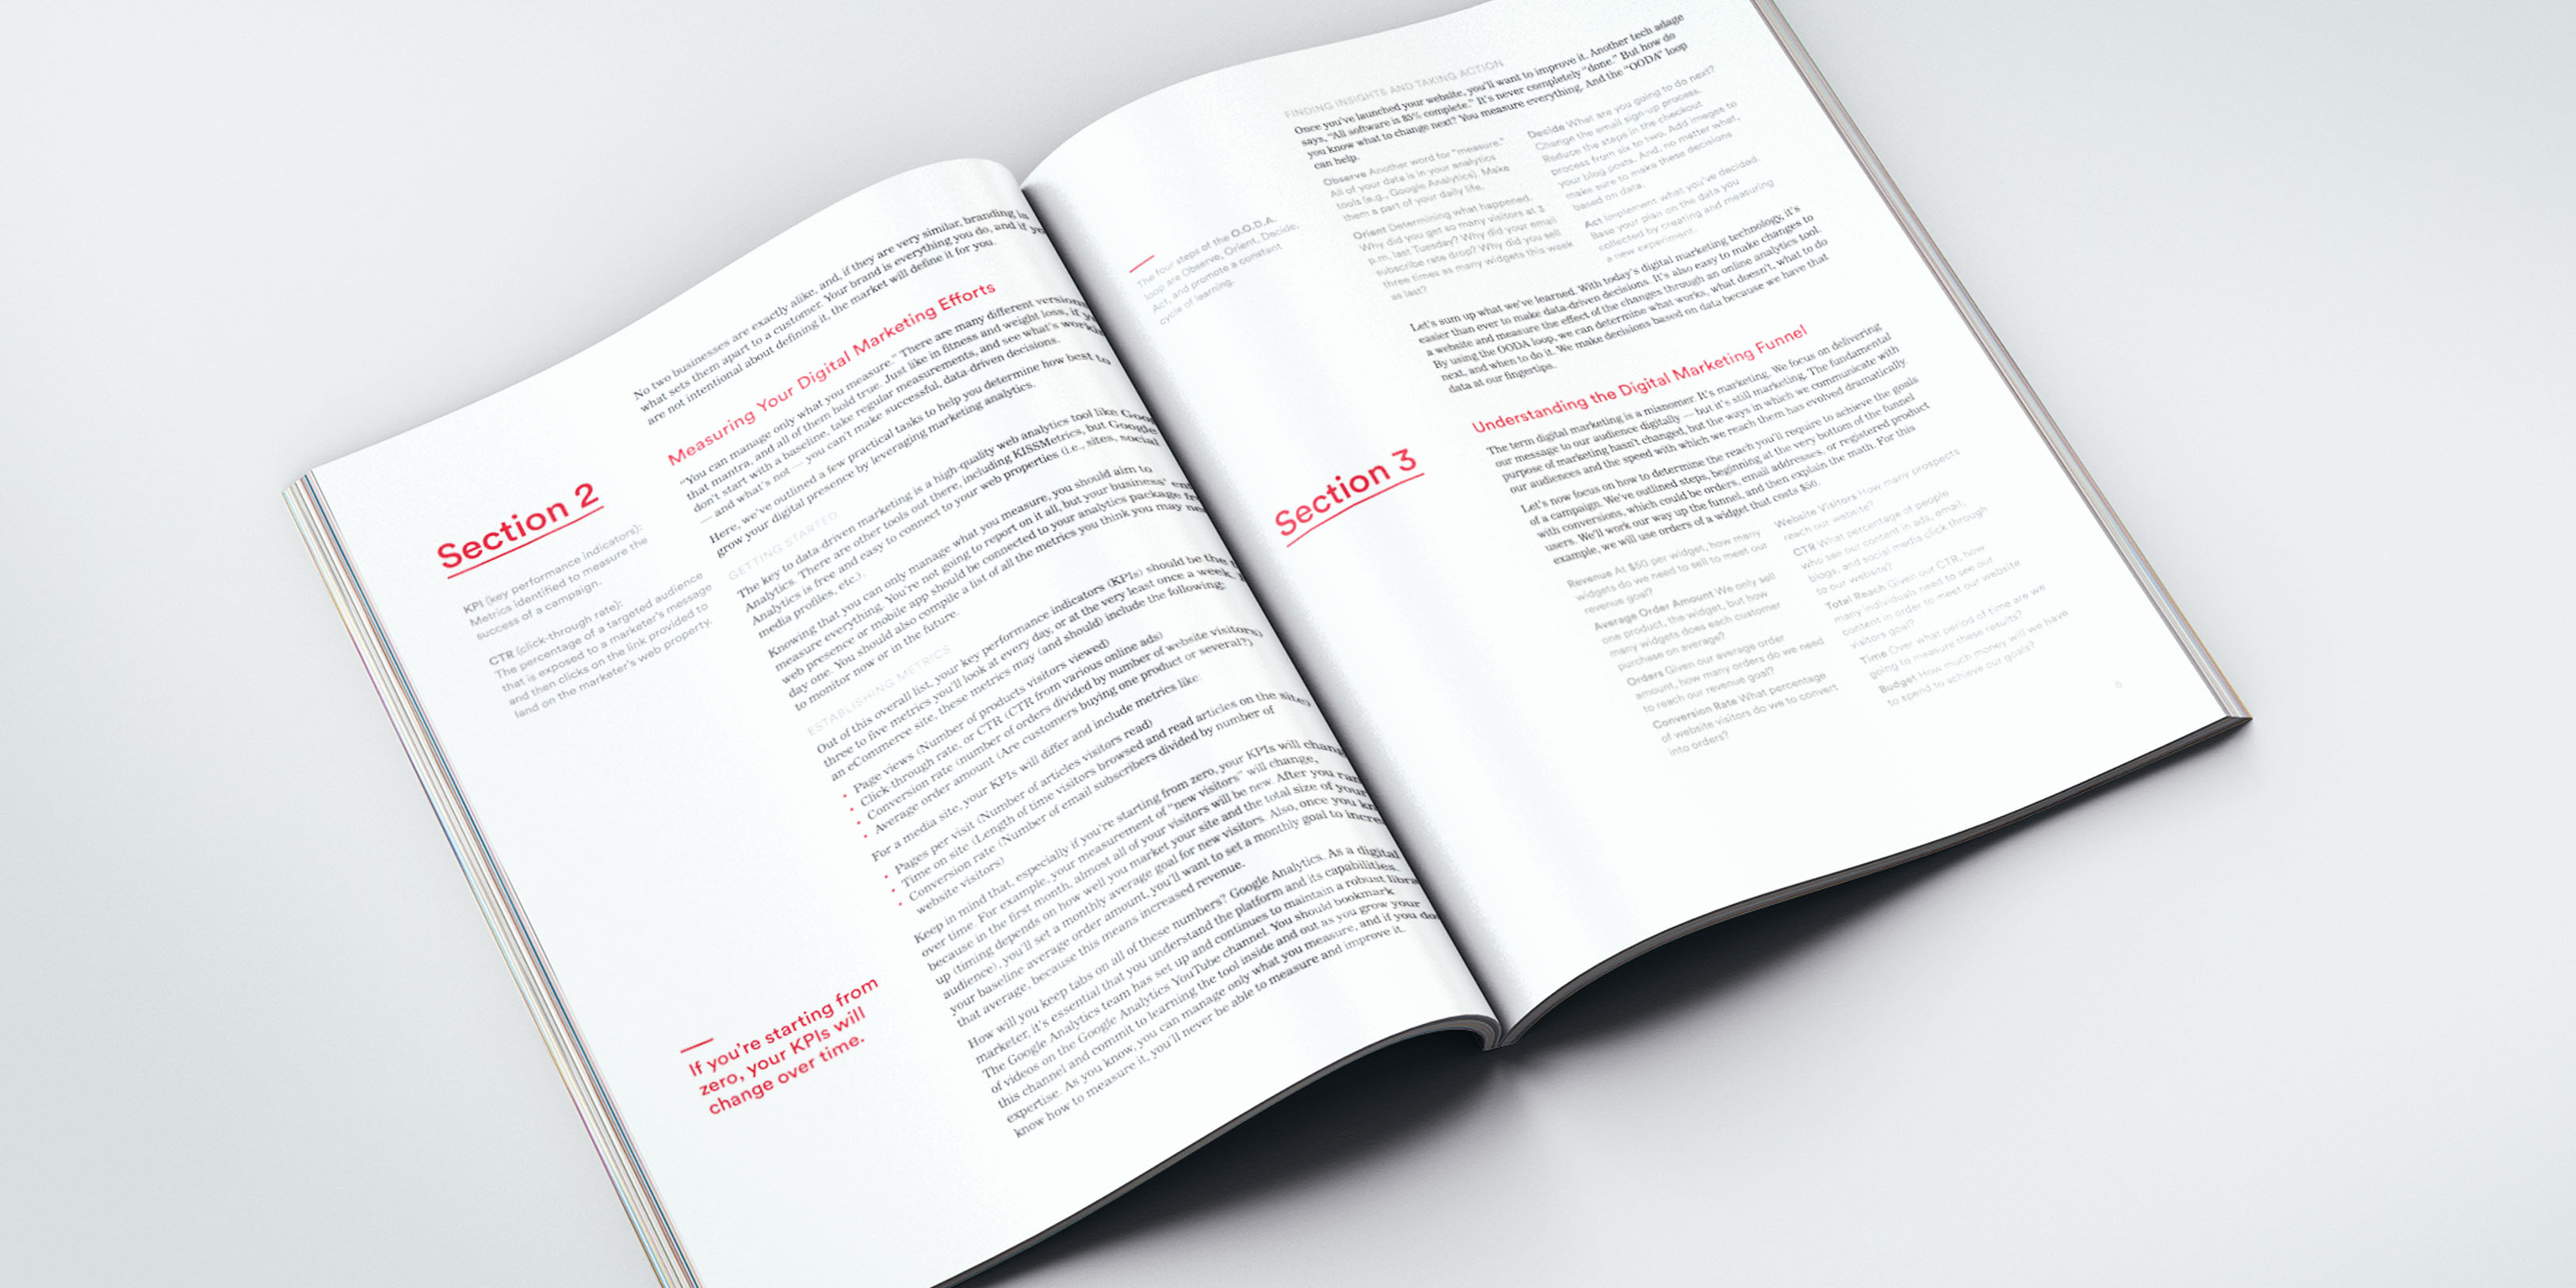 No two businesses are exactly alike, and, if they are very similar, branding is
what sets them apart to a customer. Your brand is everything you do, and if
are not intentional about defining it, the market will define it for you.
Measuring Your Digital Marketing Efforts
Section 2
KPI (key performance indicators):
Metrics identified to measure the
success of a campaign.
CTR (click-through rate):
The percentage of a targeted audience
that is exposed to a marketer's message
and then clicks on the link provided to
land on the marketer's web property.
"You can manage only what you measure." There are many different versions
that mantra, and all of them hold true. Just like in fitness and weight loss, if
don't start with a baseline, take regular measurements, and see what's
— and what's not — you can't make successful, data-driven decisions.
Here, we've outlined a few practical tasks to help you determine how best to
grow your digital presence by leveraging marketing analytics.
GETTING STARTED
The key to data-driven marketing is a high-quality web analytics tool like
Analytics. There are other tools out there, including KISSMetrics, but Google
Analytics is free and easy to connect to your web properties (i.e., sites, social
media profiles, etc.).
Knowing that you can only manage what you measure, you should aim to
measure everything. You're not going to report on it all, but your business'
web presence or mobile app should be connected to your analytics package
day one. You should also compile a list of all the metrics you think you may
to monitor now or in the future.
ESTABLISHING METRICS
Out of this overall list, your key performance indicators (KPIs) should be the
three to five metrics you'll look at every day, or at the very least once a week.
an eCommerce site, these metrics may (and should) include the following:
• Page views (Number of products visitors viewed)
• Click-through rate, or CTR (CTR from various online ads)
• Conversion rate (number of orders divided by number of website visitors)
• Average order amount (Are customers buying one product or several?)
For a media site, your KPIs will differ and include metrics like:
• Pages per visit (Number of articles visitors read)
• Time on site (Length of time visitors browsed and read articles on the site)
• Conversion rate (Number of email subscribers divided by number of
website visitors)
Keep in mind that, especially if you're starting from zero, your KPIs will
over time. For example, your measurement of "new visitors" will change,
because in the first month, almost all of your visitors will be new After you
up (timing depends on how well you market your site and the total size of your
audience), you'll set a monthly average goal for new visitors. Also, once you
your baseline average order amount, you'll want to set a monthly goal to
that average, because this means increased revenue.
How will you keep tabs on all of these numbers? Google Analytics. As a digital
marketer, it's essential that you understand the platform and its capabilities.
The Google Analytics team has set up and continues to maintain a robust
of videos on the Google Analytics YouTube channel. You should bookmark
this channel and commit to learning the tool inside and out as you grow your
expertise. As you know, you can manage only what you measure, and if you
know how to measure it, you'll never be able to measure and improve it.
If you're starting from
zero, your KPIs will
change over time.
FINDING INSIGHTS AND TAKING ACTION
Once you've launched your website, you'll want to improve it. Another tech adage
says, "All software is 85% complete." It's never completely "done." But how do
you know what to change next? You measure everything. And the "OODA" loop
can help.
The four steps of the O.O.D.A.
loop are Observe, Orient, Decide,
Act, and promote a constant
cycle of learning.
Observe Another word for "measure."
All of your data is in your analytics
tools (e.g., Google Analytics). Make
them a part of your daily life.
Orient Determining what happened.
Why did you get so many visitors at 3
p.m. last Tuesday? Why did your email
subscribe rate drop? Why did you sell
three times as many widgets this week
as last?
Decide What are you going to do next?
Change the email sign-up process.
Reduce the steps in the checkout
process from six to two. Add images to
your blog posts. And, no matter what,
make sure to make these decisions
based on data.
Act Implement what you've decided.
Base your plan on the data you
collected by creating and measuring
a new experiment.
Let's sum up what we've learned. With today's digital marketing technology, it's
easier than ever to make data-driven decisions. It's also easy to make changes to
a website and measure the effect of the changes through an online analytics tool.
By using the OODA loop, we can determine what works, what doesn't, what to do
next, and when to do it. We make decisions based on data because we have that
data at our fingertips.
Section 3
Understanding the Digital Marketing Funnel
The term digital marketing is a misnomer. It's marketing. We focus on delivering
our message to our audience digitally — but it's still marketing. The fundamental
purpose of marketing hasn't changed, but the ways in which we communicate with
our audiences and the speed with which we reach them has evolved dramatically.
Let's now focus on how to determine the reach you'll require to achieve the goals
of a campaign. We've outlined steps, beginning at the very bottom of the funnel
with conversions, which could be orders, email addresses, or registered product
users. We'll work our way up the funnel, and then explain the math. For this
example, we will use orders of a widget that costs $50.
Revenue At $50 per widget, how many
widgets do we need to sell to meet our
revenue goal?
Average Order Amount We only sell
one product, the widget, but how
many widgets does each customer
purchase on average?
Orders Given our average order
amount, how many orders do we need
to reach our revenue goal?
Conversion Rate What percentage
of website visitors do we to convert
into orders?
Website Visitors How many prospects
reach our website?
CTR What percentage of people
who see our content in ads, email,
blogs, and social media click through
to our website?
Total Reach Given our CTR, how
many individuals need to see our
content in order to meet our website
visitors goal?
Time Over what period of time are we
going to measure these results?
Budget How much money will we have
to spend to achieve our goals?